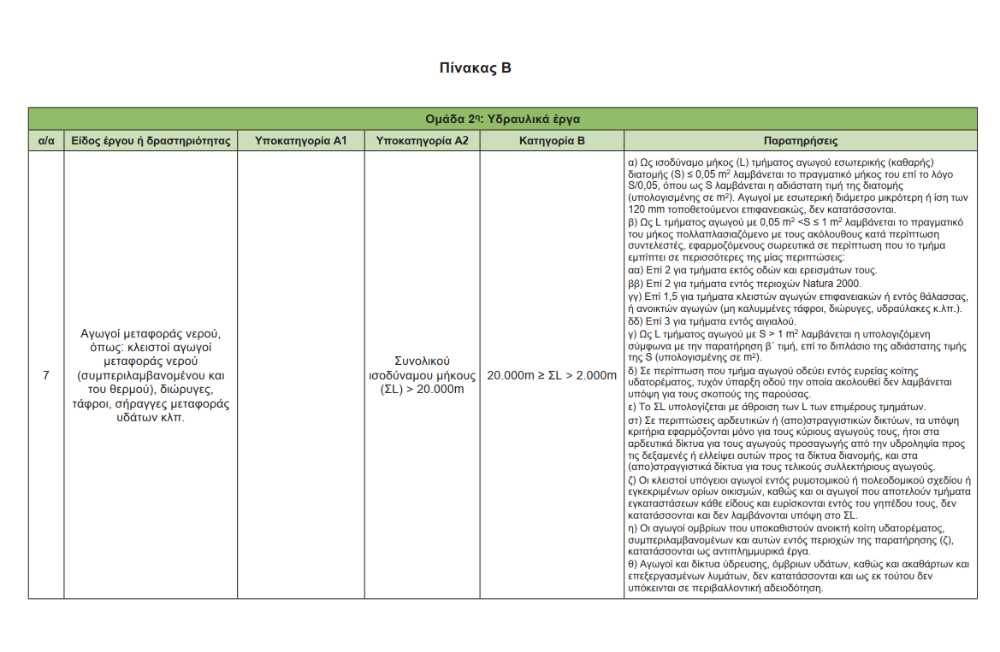 Πίνακας Β
Ομάδα 2η: Υδραυλικά έργα
α/α
Είδος έργου ή δραστηριότητας
Υποκατηγορία Α1
Υποκατηγορία Α2
Κατηγορία Β
Παρατηρήσεις
7
Αγωγοί μεταφοράς νερού,
όπως: κλειστοί αγωγοί
μεταφοράς νερού
(συμπεριλαμβανομένου και
του θερμού), διώρυγες,
τάφροι, σήραγγες μεταφοράς
υδάτων κλπ.
Συνολικού
ισοδύναμου μήκους
(ΣL) > 20.000m
20.000m ≥ ΣL > 2.000m
α) Ως ισοδύναμο μήκος (L) τμήματος αγωγού εσωτερικής (καθαρής)
διατομής (S) ≤ 0,05 m² λαμβάνεται το πραγματικό μήκος του επί το λόγο
S/0,05, όπου ως S λαμβάνεται η αδιάστατη τιμή της διατομής
(υπολογισμένης σε m²). Αγωγοί με εσωτερική διάμετρο μικρότερη ή ίση των
120 mm τοποθετούμενοι επιφανειακώς, δεν κατατάσσονται.
β) Ως L τμήματος αγωγού με 0,05 m² <S ≤ 1 m² λαμβάνεται το πραγματικό
του μήκος πολλαπλασιαζόμενο με τους ακόλουθους κατά περίπτωση
συντελεστές, εφαρμοζόμενους σωρευτικά σε περίπτωση που το τμήμα
εμπίπτει σε περισσότερες της μίας περιπτώσεις:
αα) Επί 2 για τμήματα εκτός οδών και ερεισμάτων τους.
ββ) Επί 2 για τμήματα εντός περιοχών Natura 2000.
γγ) Επί 1,5 για τμήματα κλειστών αγωγών επιφανειακών ή εντός θάλασσας,
ή ανοικτών αγωγών (μη καλυμμένες τάφροι, διώρυγες, υδραύλακες κ.λπ.).
δδ) Επί 3 για τμήματα εντός αιγιαλού.
γ) Ως L τμήματος αγωγού με S > 1 m² λαμβάνεται η υπολογιζόμενη
σύμφωνα με την παρατήρηση β΄ τιμή, επί το διπλάσιο της αδιάστατης τιμής
της S (υπολογισμένης σε m²).
δ) Σε περίπτωση που τμήμα αγωγού οδεύει εντός ευρείας κοίτης
υδατορέματος, τυχόν ύπαρξη οδού την οποία ακολουθεί δεν λαμβάνεται
υπόψη για τους σκοπούς της παρούσας.
ε) Το ΣL υπολογίζεται με άθροιση των L των επιμέρους τμημάτων.
στ) Σε περιπτώσεις αρδευτικών ή (απο)στραγγιστικών δικτύων, τα υπόψη
κριτήρια εφαρμόζονται μόνο για τους κύριους αγωγούς τους, ήτοι στα
αρδευτικά δίκτυα για τους αγωγούς προσαγωγής από την υδροληψία προς
τις δεξαμενές ή ελλείψει αυτών προς τα δίκτυα διανομής, και στα
(απο)στραγγιστικά δίκτυα για τους τελικούς συλλεκτήριους αγωγούς.
ζ) Οι κλειστοί υπόγειοι αγωγοί εντός ρυμοτομικού ή πολεοδομικού σχεδίου ή
εγκεκριμένων ορίων οικισμών, καθώς και οι αγωγοί που αποτελούν τμήματα
εγκαταστάσεων κάθε είδους και ευρίσκονται εντός του γηπέδου τους, δεν
κατατάσσονται και δεν λαμβάνονται υπόψη στο ΣL.
η) Οι αγωγοί ομβρίων που υποκαθιστούν ανοικτή κοίτη υδατορέματος,
συμπεριλαμβανομένων και αυτών εντός περιοχών της παρατήρησης (ζ),
κατατάσσονται ως αντιπλημμυρικά έργα.
θ) Αγωγοί και δίκτυα ύδρευσης, όμβριων υδάτων, καθώς και ακαθάρτων και
επεξεργασμένων λυμάτων, δεν κατατάσσονται και ως εκ τούτου δεν
υπόκεινται σε περιβαλλοντική αδειοδότηση.